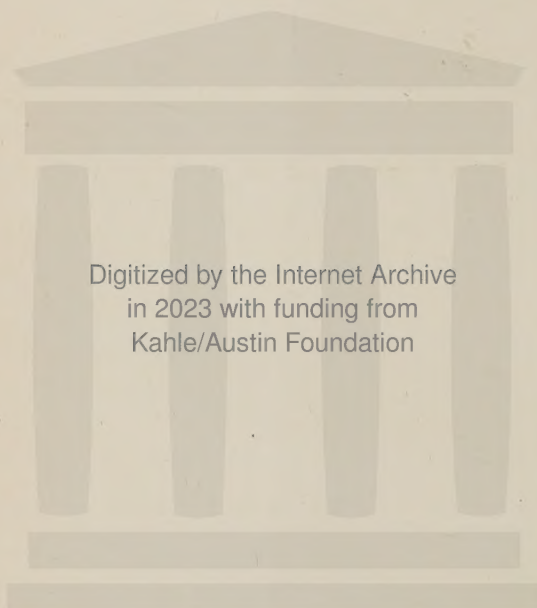 Digitized by the Internet Archive
in 2023 with funding from
Kahle/Austin Foundation